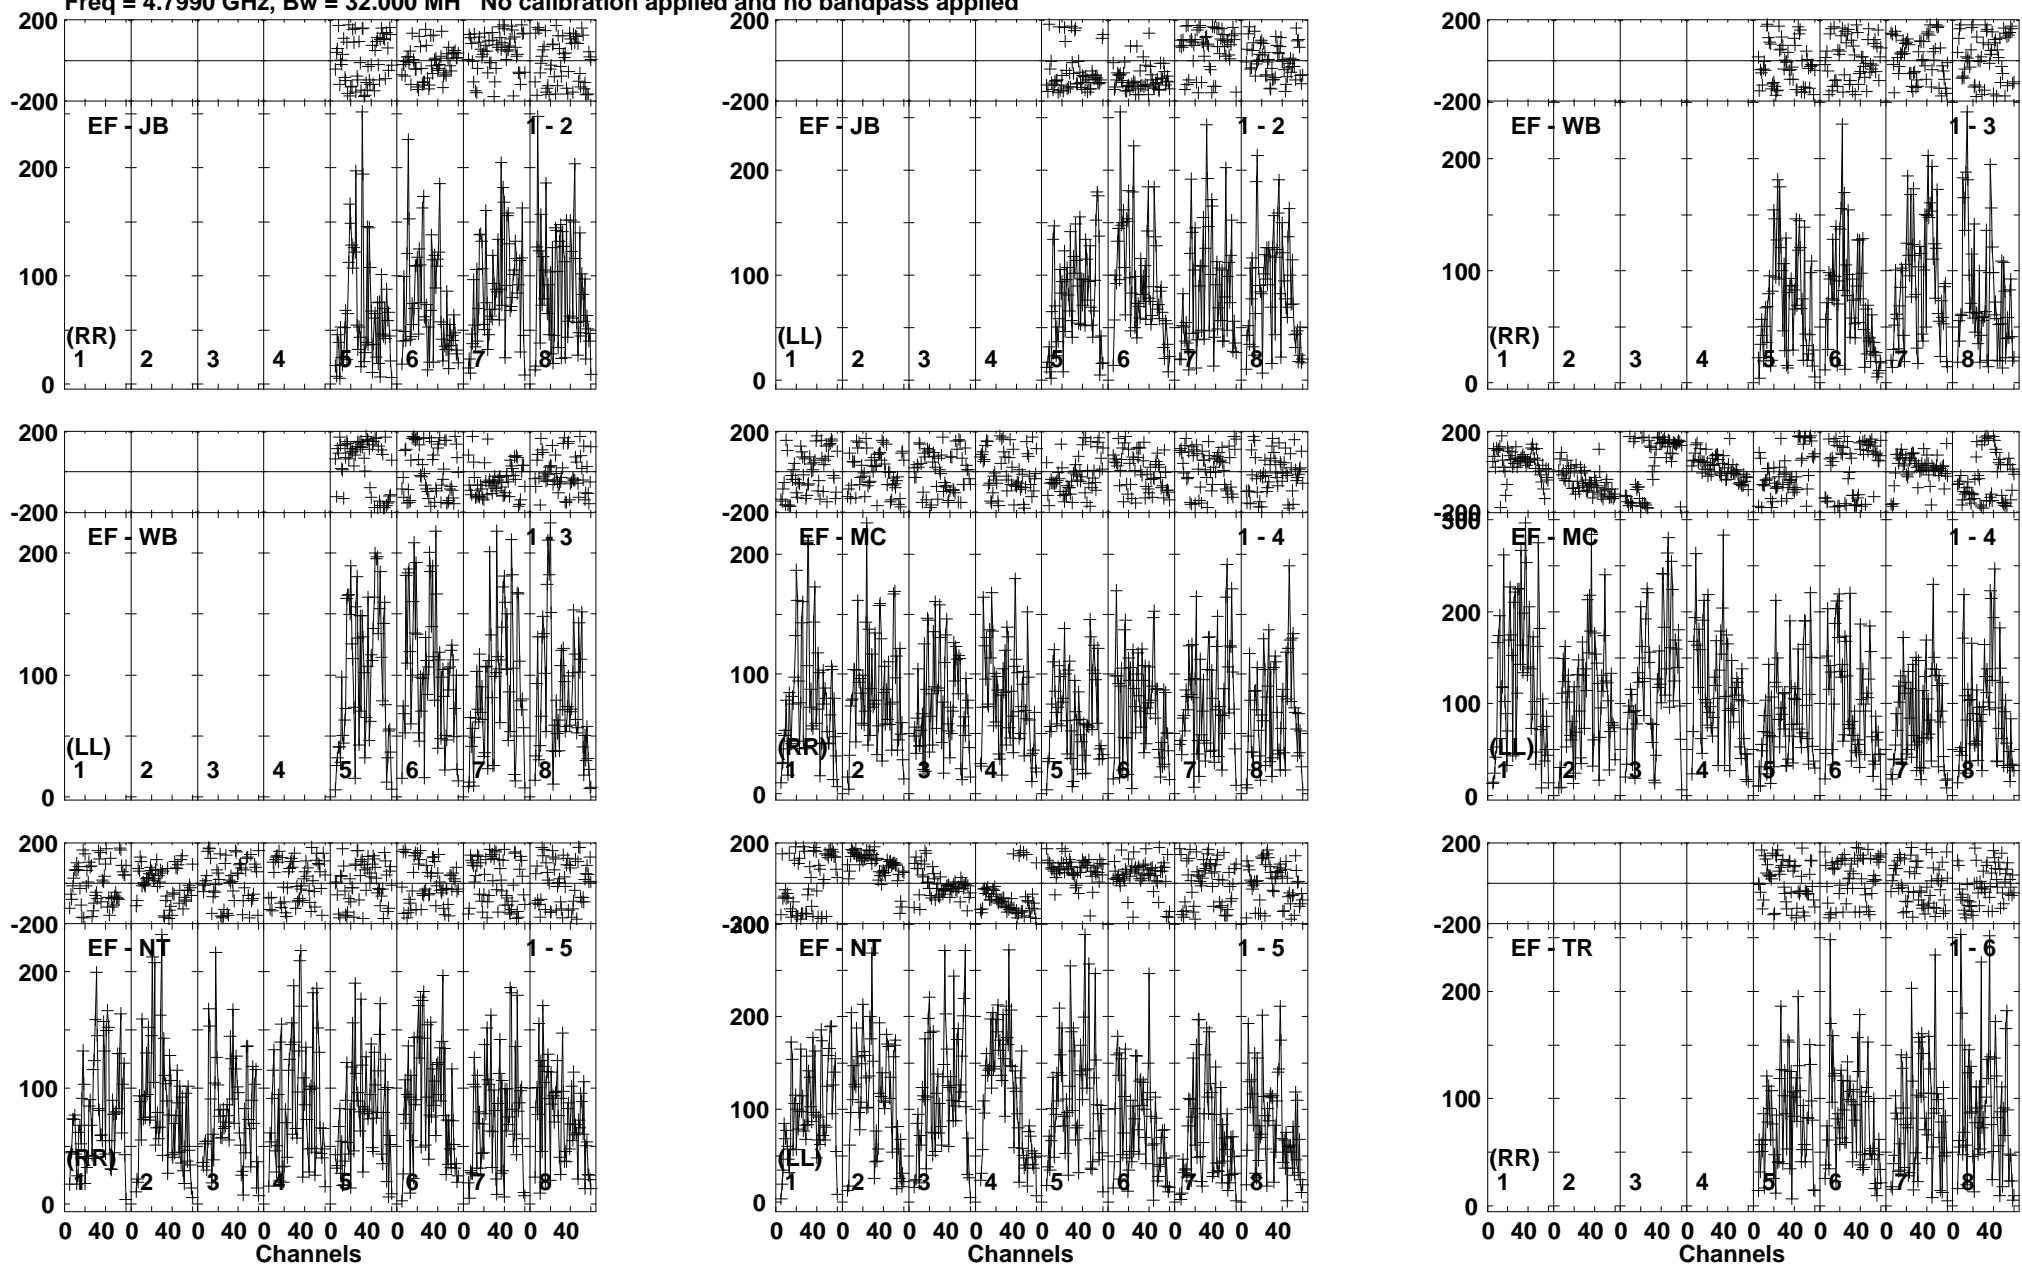 Freq = 4.7990 GHz, Bw = 32.000 MH No calibration applied and no bandpass applied
200 200 200
-200 -200 -200
EF - JB 1 - 2 EF - JB 1 - 2 EF - WB 1 - 3
200 200 200
100 100 100
(RR) (LL) (RR)
1 2 3 4 5 6 7 8 1 2 3 4 5 6 7 8 1 2 3 4 5 6 7 8
0 0 0
200 200 200
-200 -200 -200
300
EF - WB 1 - 3 EF - MC 1 - 4 EF - MC 1 - 4
200 200 200
100 100 100
(LL) (RR) (LL)
1 2 3 4 5 6 7 8 1 2 3 4 5 6 7 8 1 2 3 4 5 6 7 8
0 0 0
200 200 200
-200 -200 -200
300
EF - NT 1 - 5 EF - NT 1 - 5 EF - TR 1 - 6
200 200 200
100 100 100
(RR) (LL) (RR)
1 2 3 4 5 6 7 8 1 2 3 4 5 6 7 8 1 2 3 4 5 6 7 8
0 0 0
0 40 0 40 0 40 0 40 0 40 0 40 0 40 0 40 0 40 0 40 0 40 0 40 0 40 0 40 0 40 0 40 0 40 0 40 0 40 0 40 0 40 0 40 0 40 0 40
Channels Channels Channels